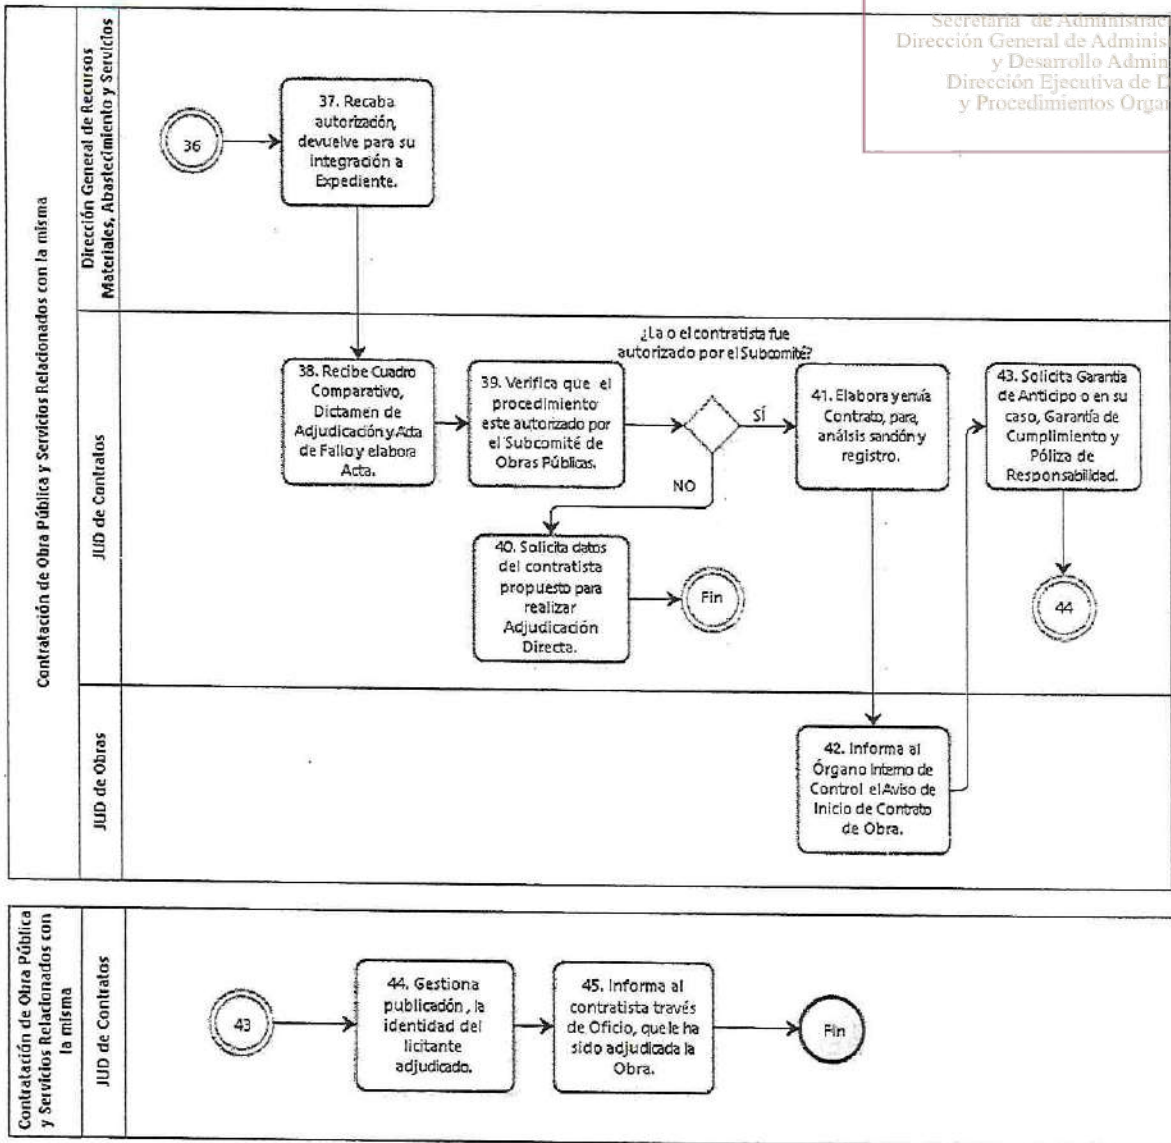 Secretaría de Administrac
Dirección General de Adminis
y Desarrollo Admin
Dirección Ejecutiva de D
y Procedimientos Orga
Contratación de Obra Pública y Servicios Relacionados con la misma
Dirección General de Recursos
Materiales, Abastecimiento y Servicios
36
37. Recaba
autorización,
devuelve para su
integración a
Expediente.
JUD de Contratos
38. Recibe Cuadro
Comparativo,
Dictamen de
Adjudicación y Acta
de Fallo y elabora
Acta.
39. Verifica que el
procedimiento
este autorizado por
el Subcomité de
Obras Públicas.
¿La o el contratista fue
autorizado por el Subcomité?
SÍ
NO
40. Solicita datos
del contratista
propuesto para
realizar
Adjudicación
Directa.
Fin
41. Elabora y envía
Contrato, para,
análisis sanción y
registro.
43. Solicita Garantía
de Anticipo o en su
caso, Garantía de
Cumplimiento y
Póliza de
Responsabilidad.
44
JUD de Obras
42. Informa al
Órgano Interno de
Control el Aviso de
Inicio de Contrato
de Obra.
Contratación de Obra Pública
y Servicios Relacionados con
la misma
JUD de Contratos
43
44. Gestiona
publicación, la
identidad del
licitante
adjudicado.
45. Informa al
contratista través
de Oficio, que le ha
sido adjudicada la
Obra.
Fin